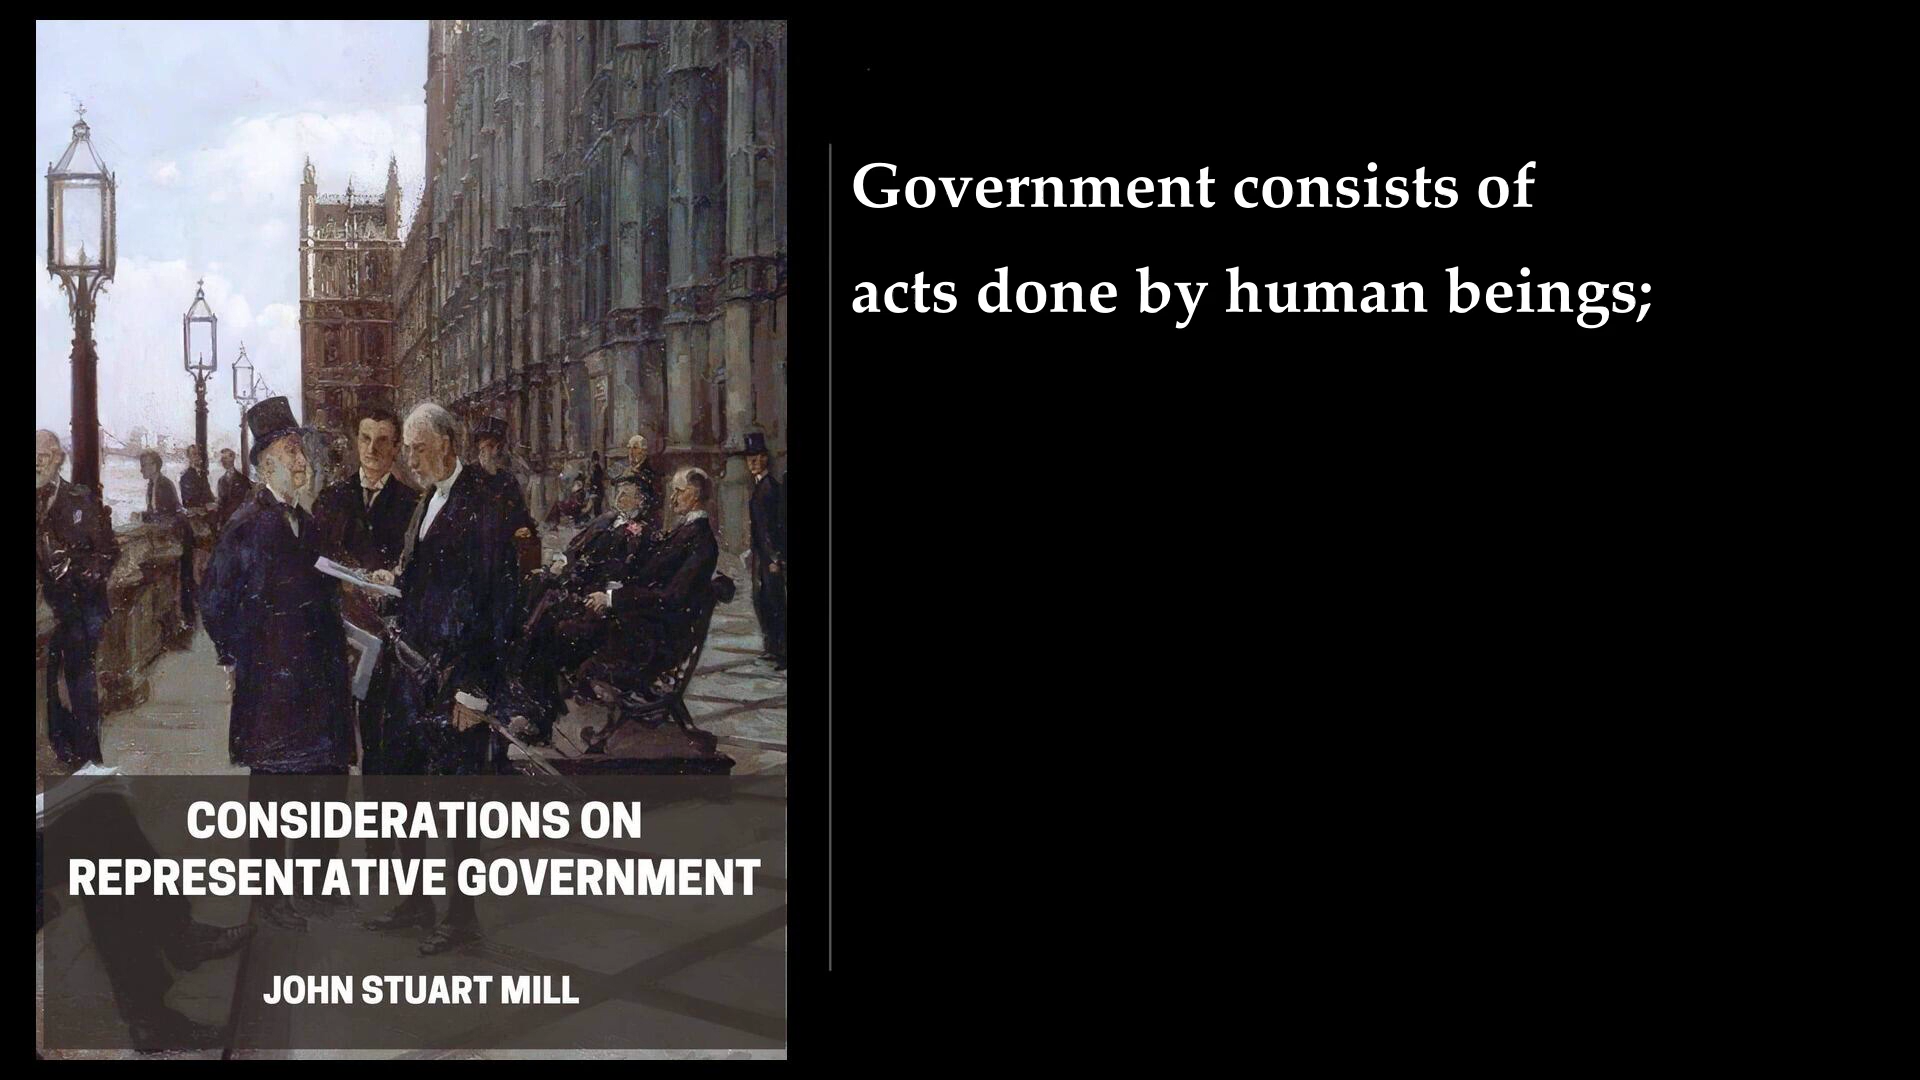 Government consists of
acts done by human beings;
CONSIDERATIONS ON
REPRESENTATIVE GOVERNMENT
JOHN STUART MILL